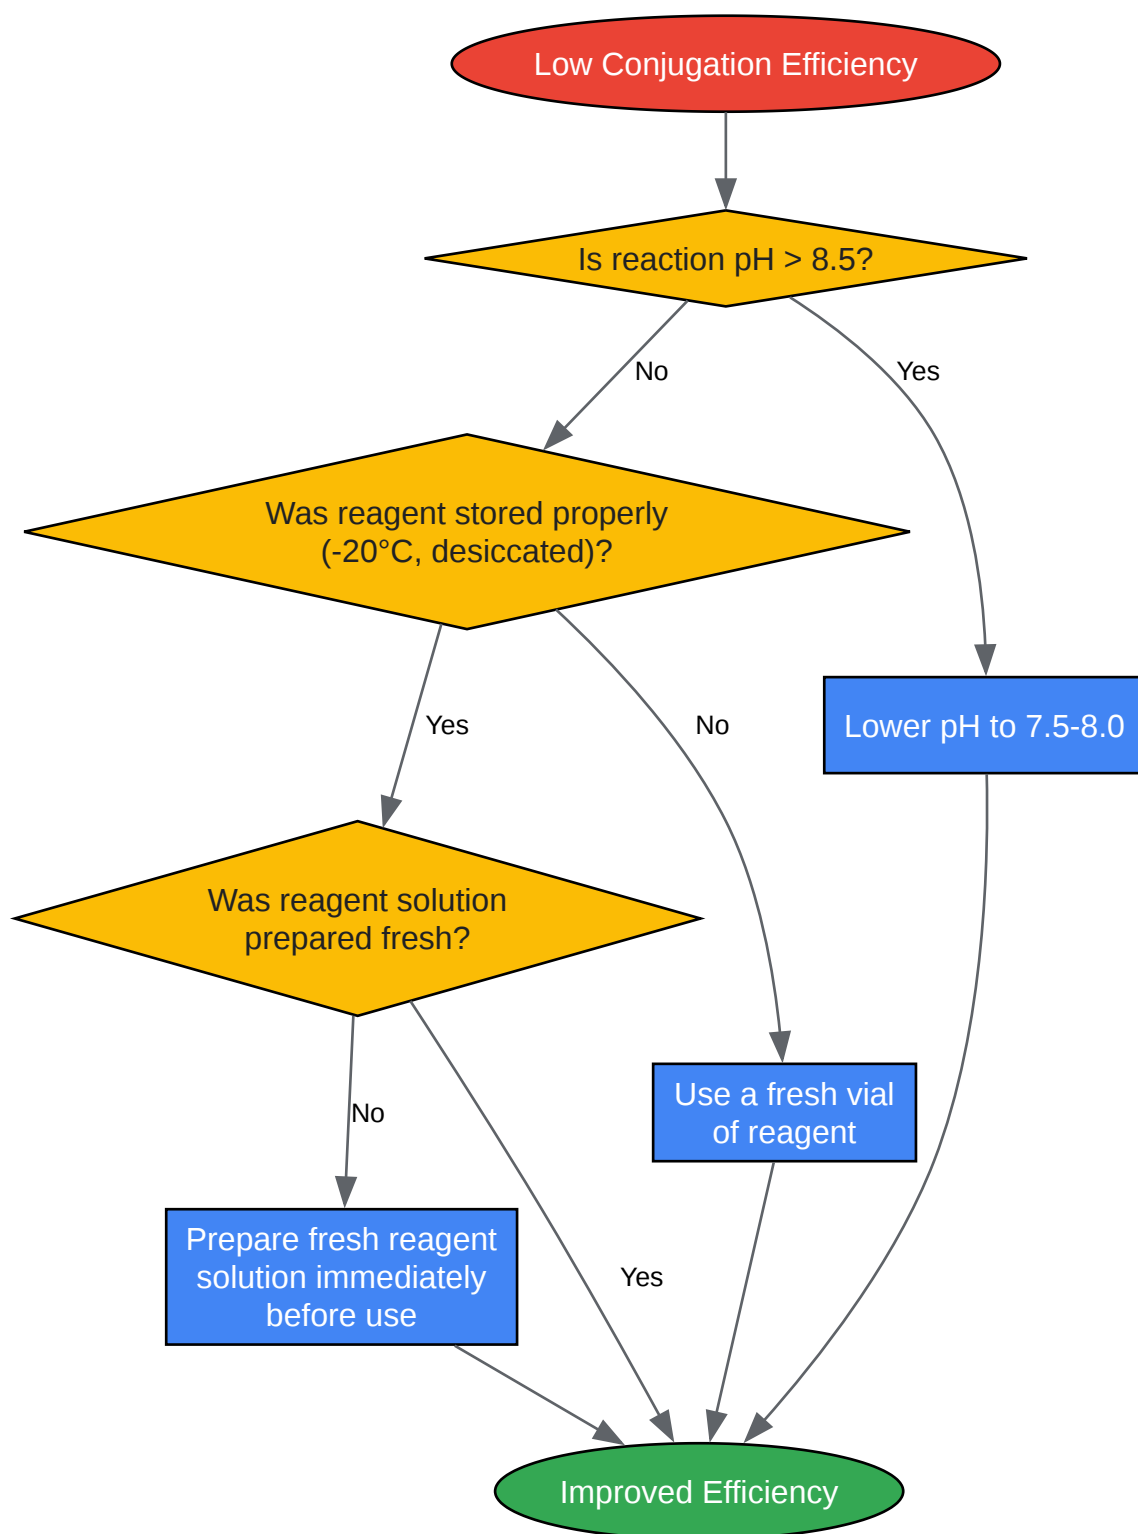 Low Conjugation Efficiency
Is reaction pH > 8.5?
No
Yes
Was reagent stored properly
(-20°C, desiccated)?
Yes
No
Lower pH to 7.5-8.0
Was reagent solution
prepared fresh?
No
Yes
Use a fresh vial
of reagent
Prepare fresh reagent
solution immediately
before use
Improved Efficiency